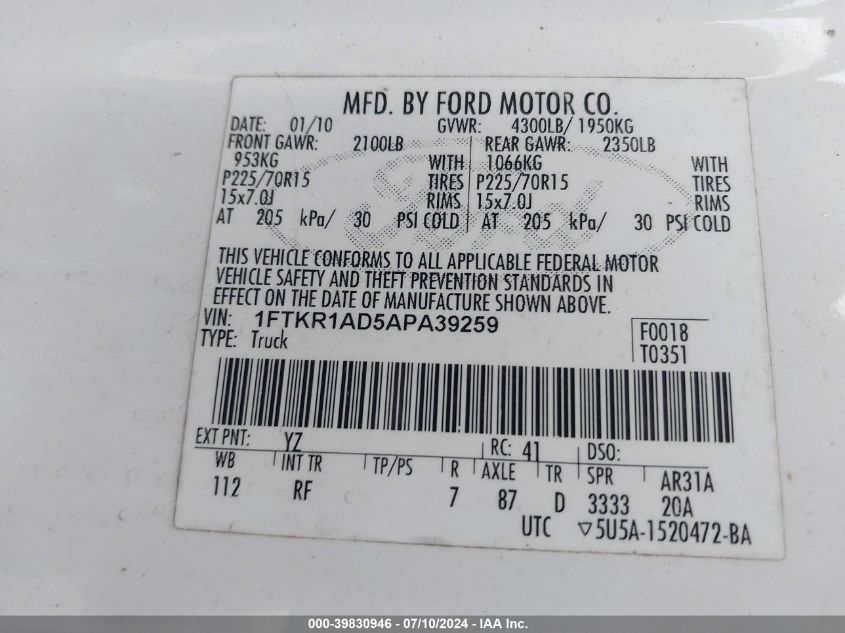 MFD. BY FORD MOTOR CO.
DATE: 01/10 GVWR: 4300LB/ 1950KG
FRONT GAWR: 2100LB REAR GAWR: 2350LB
953KG WITH 1066KG WITH
P225/70R15 TIRES P225/70R15 TIRES
15x7.0J RIMS 15x7.0J RIMS
AT 205 kPa/ 30 PSI COLD AT 205 kPa/ 30 PSI COLD
THIS VEHICLE CONFORMS TO ALL APPLICABLE FEDERAL MOTOR
VEHICLE SAFETY AND THEFT PREVENTION STANDARDS IN
EFFECT ON THE DATE OF MANUFACTURE SHOWN ABOVE.
VIN: 1FTKR1AD5APA39259 F0018
TYPE: Truck T0351
EXT PNT: YZ RC: 41 DSO:
WB INT TR TP/PS R AXLE TR SPR AR31A
112 RF 7 87 D 3333 20A
UTC ▽5U5A-1520472-BA
000-39830946 - 07/10/2024 - IAA Inc.